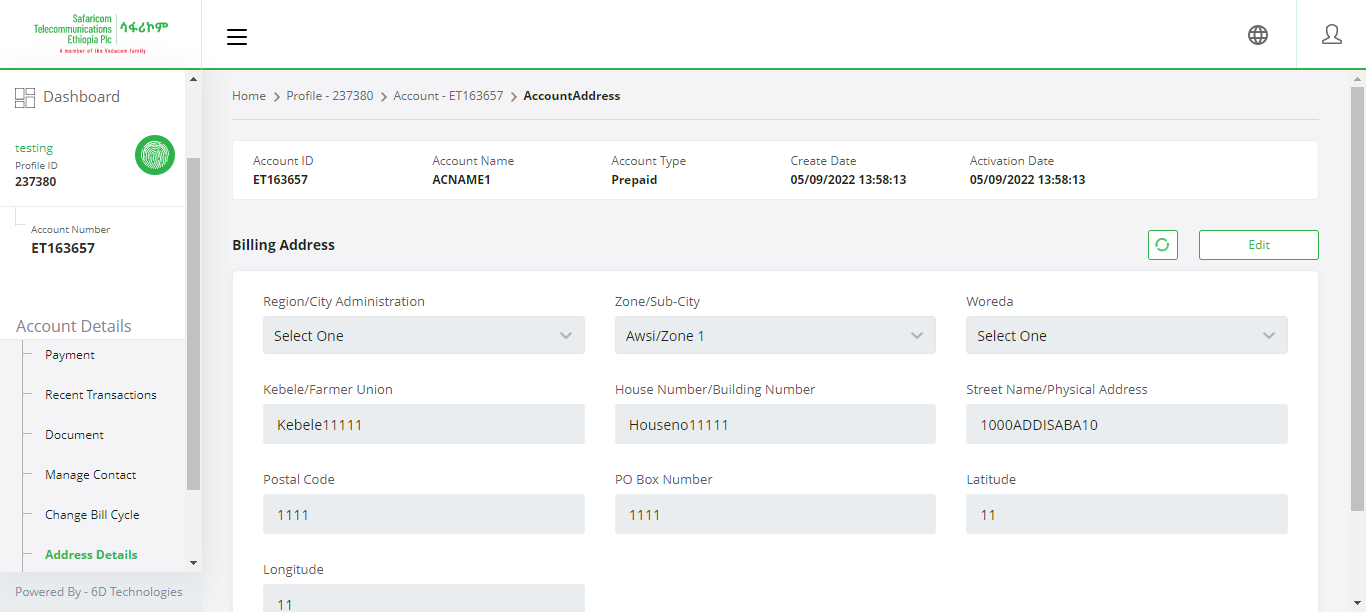 Safaricom
Telecommunications
Ethiopia Plc
ሳፋሪኮም
A member of the Vodacom family
Dashboard
testing
Profile ID
237380
Account Number
ET163657
Account Details
Payment
Recent Transactions
Document
Manage Contact
Change Bill Cycle
Address Details
Powered By - 6D Technologies
Home > Profile - 237380 > Account - ET163657 > AccountAddress
Account ID Account Name Account Type Create Date Activation Date
ET163657 ACNAME1 Prepaid 05/09/2022 13:58:13 05/09/2022 13:58:13
Billing Address
Edit
Region/City Administration Zone/Sub-City Woreda
Select One Awsi/Zone 1 Select One
Kebele/Farmer Union House Number/Building Number Street Name/Physical Address
Kebele11111 Houseno11111 1000ADDISABA10
Postal Code PO Box Number Latitude
1111 1111 11
Longitude
11